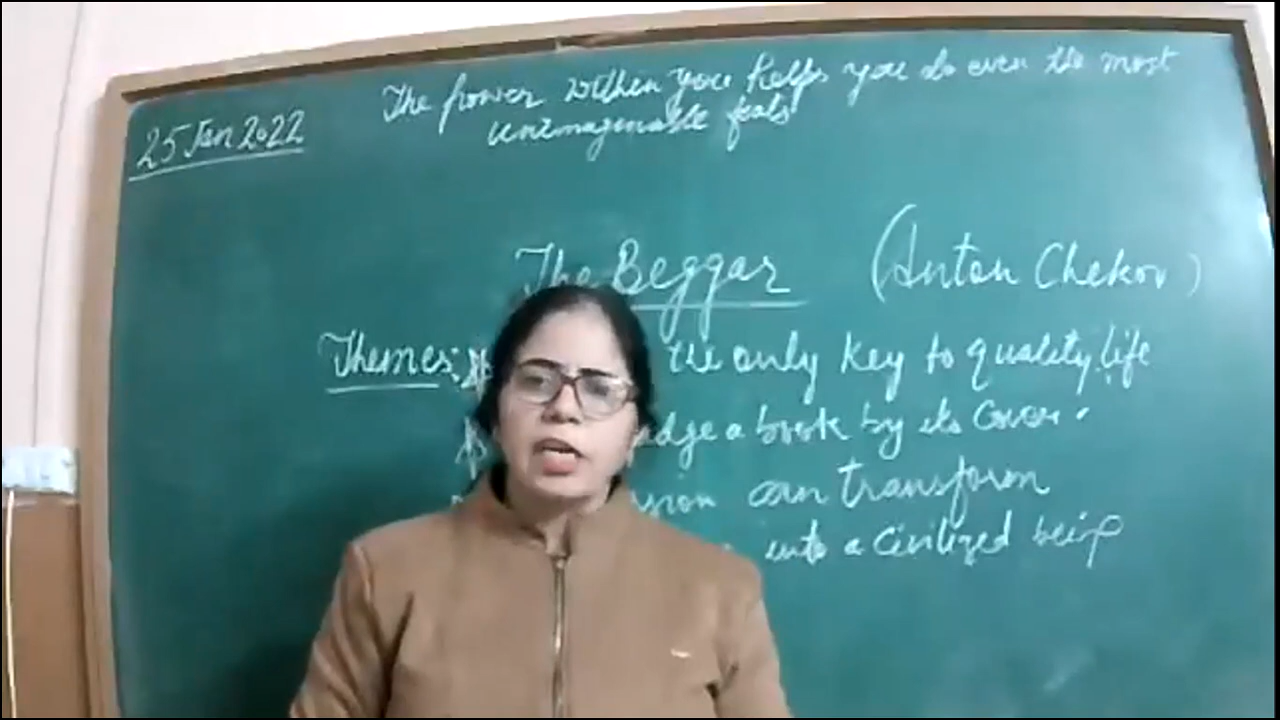 25 Jan 2022
The power within you helps you do even the most
unimaginable feats
The Beggar (Anton Chekov)
Themes: the only key to quality life
a book by its cover.
can transform
into a civilized being